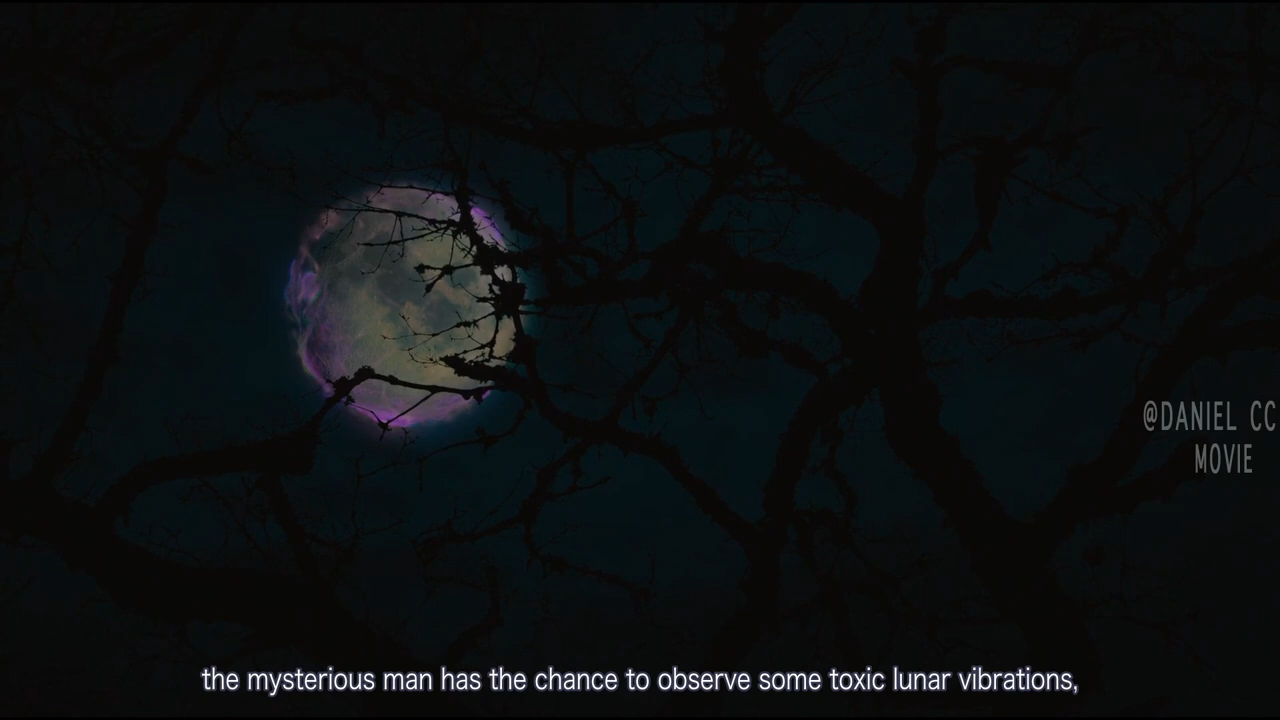 @DANIEL CC
MOVIE
the mysterious man has the chance to observe some toxic lunar vibrations,